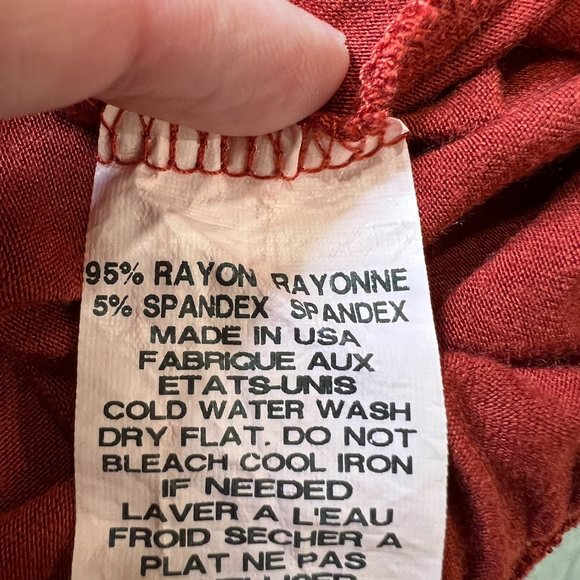 95% RAYON RAYONNE
5% SPANDEX SPANDEX
MADE IN USA
FABRIQUE AUX
ETATS-UNIS
COLD WATER WASH
DRY FLAT. DO NOT
BLEACH COOL IRON
IF NEEDED
LAVER A L'EAU
FROID SECHER A
PLAT NE PAS